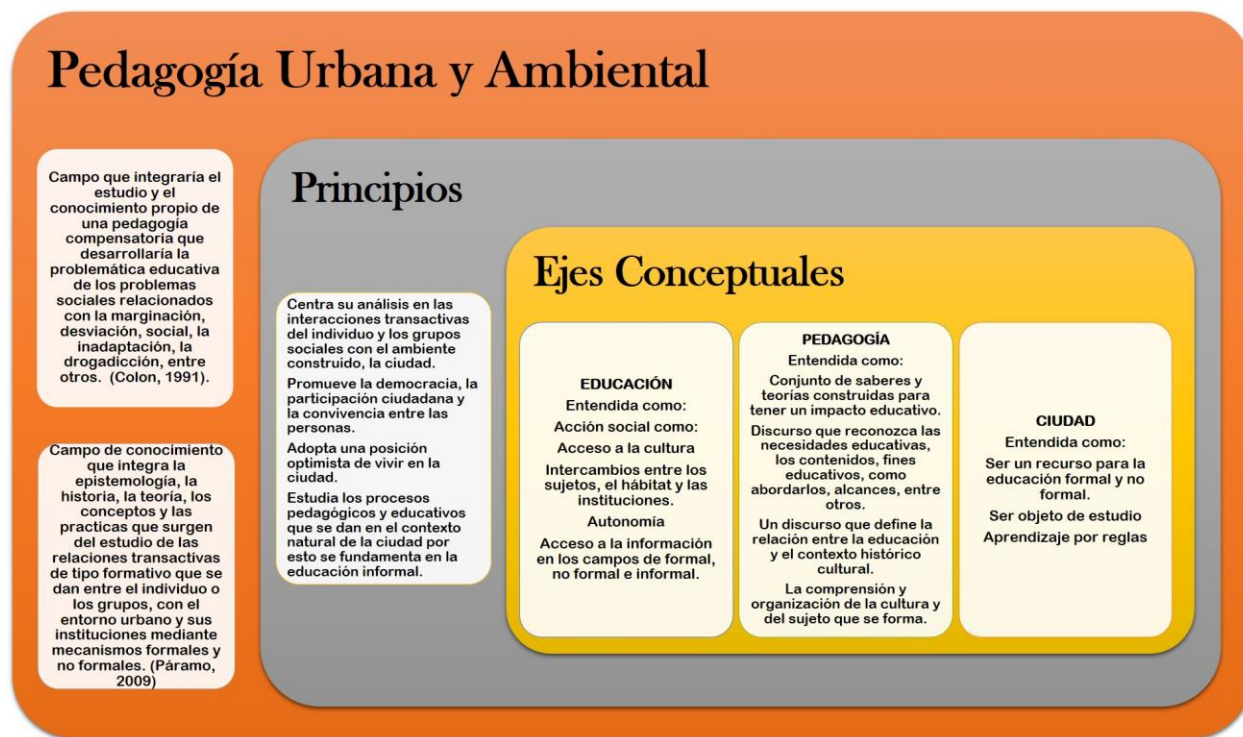 Pedagogía Urbana y Ambiental
Campo que integraría el
estudio y el
conocimiento propio de
una pedagogía
compensatoria que
desarrollaría la
problemática educativa
de los problemas
sociales relacionados
con la marginación,
desviación, social, la
inadaptación, la
drogadicción, entre
otros. (Colon, 1991).
Campo de conocimiento
que integra la
epistemología, la
historia, la teoría, los
conceptos y las
practicas que surgen
del estudio de las
relaciones transactivas
de tipo formativo que se
dan entre el individuo o
los grupos, con el
entorno urbano y sus
instituciones mediante
mecanismos formales y
no formales. (Páramo,
2009)
Principios
Centra su análisis en las
interacciones transactivas
del individuo y los grupos
sociales con el ambiente
construido, la ciudad.
Promueve la democracia, la
participación ciudadana y
la convivencia entre las
personas.
Adopta una posición
optimista de vivir en la
ciudad.
Estudia los procesos
pedagógicos y educativos
que se dan en el contexto
natural de la ciudad por
esto se fundamenta en la
educación informal.
Ejes Conceptuales
EDUCACIÓN
Entendida como:
Acción social como:
Acceso a la cultura
Intercambios entre los
sujetos, el hábitat y las
instituciones.
Autonomía
Acceso a la información
en los campos de formal,
no formal e informal.
PEDAGOGÍA
Entendida como:
Conjunto de saberes y
teorías construidas para
tener un impacto educativo.
Discurso que reconozca las
necesidades educativas,
los contenidos, fines
educativos, como
abordarlos, alcances, entre
otros.
Un discurso que define la
relación entre la educación
y el contexto histórico
cultural.
La comprensión y
organización de la cultura y
del sujeto que se forma.
CIUDAD
Entendida como:
Ser un recurso para la
educación formal y no
formal.
Ser objeto de estudio
Aprendizaje por reglas